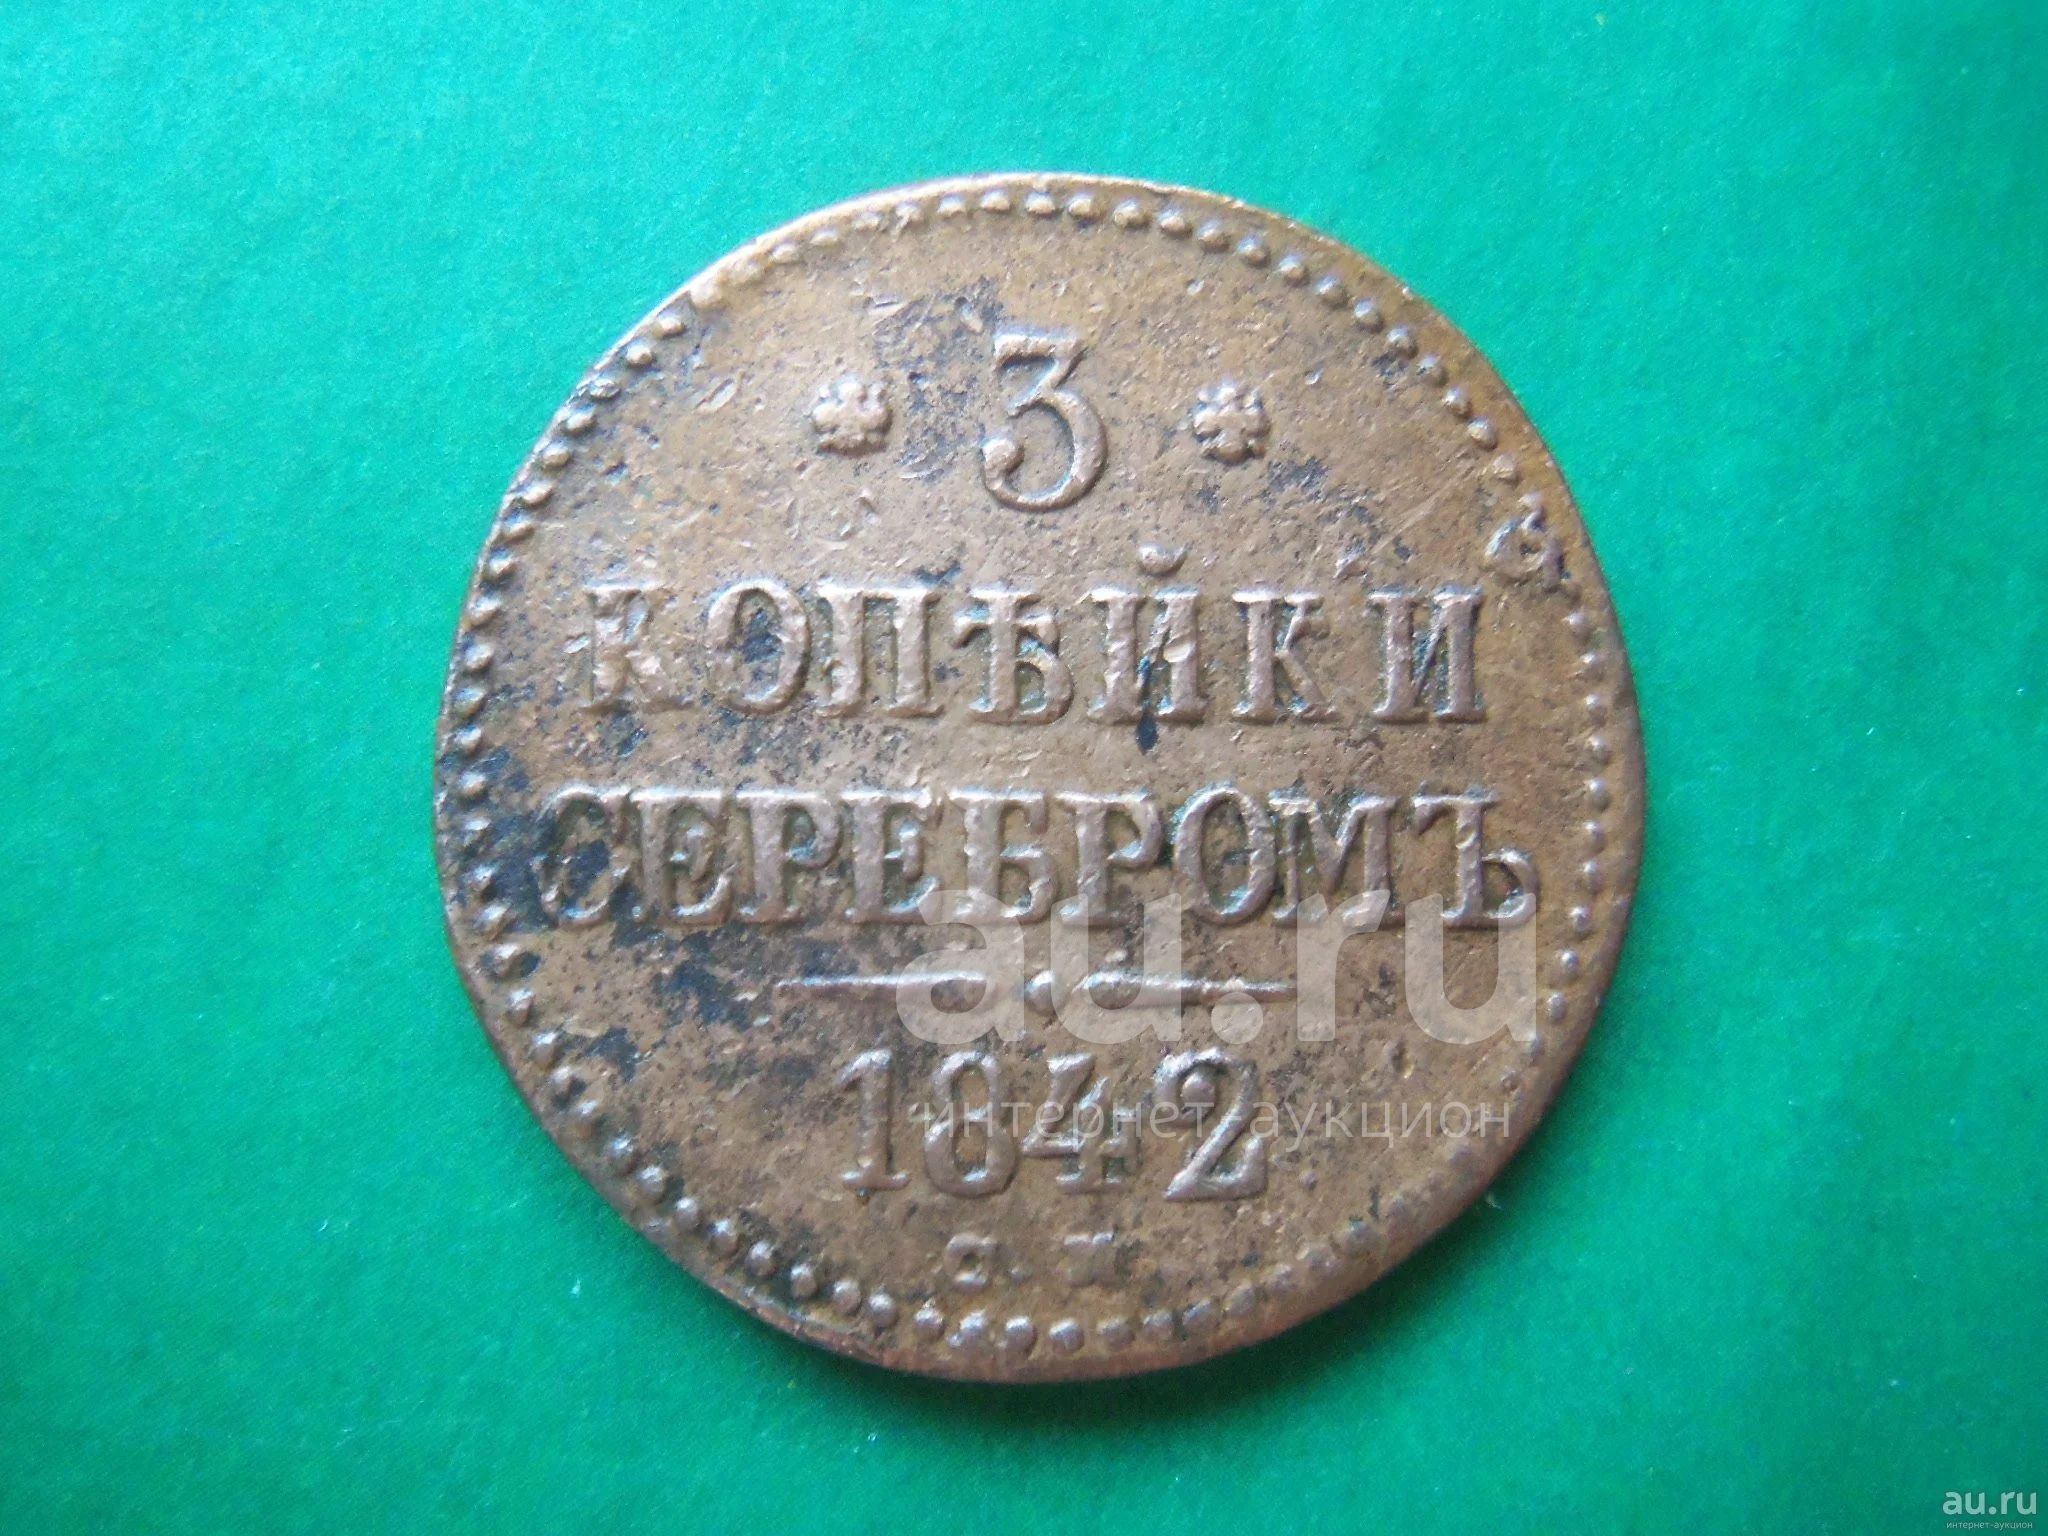 * 3 *
КОПѢЙКИ
СЕРЕБРОМЪ
1842
au.ru
интернет-аукцион
au.ru
интернет-аукцион